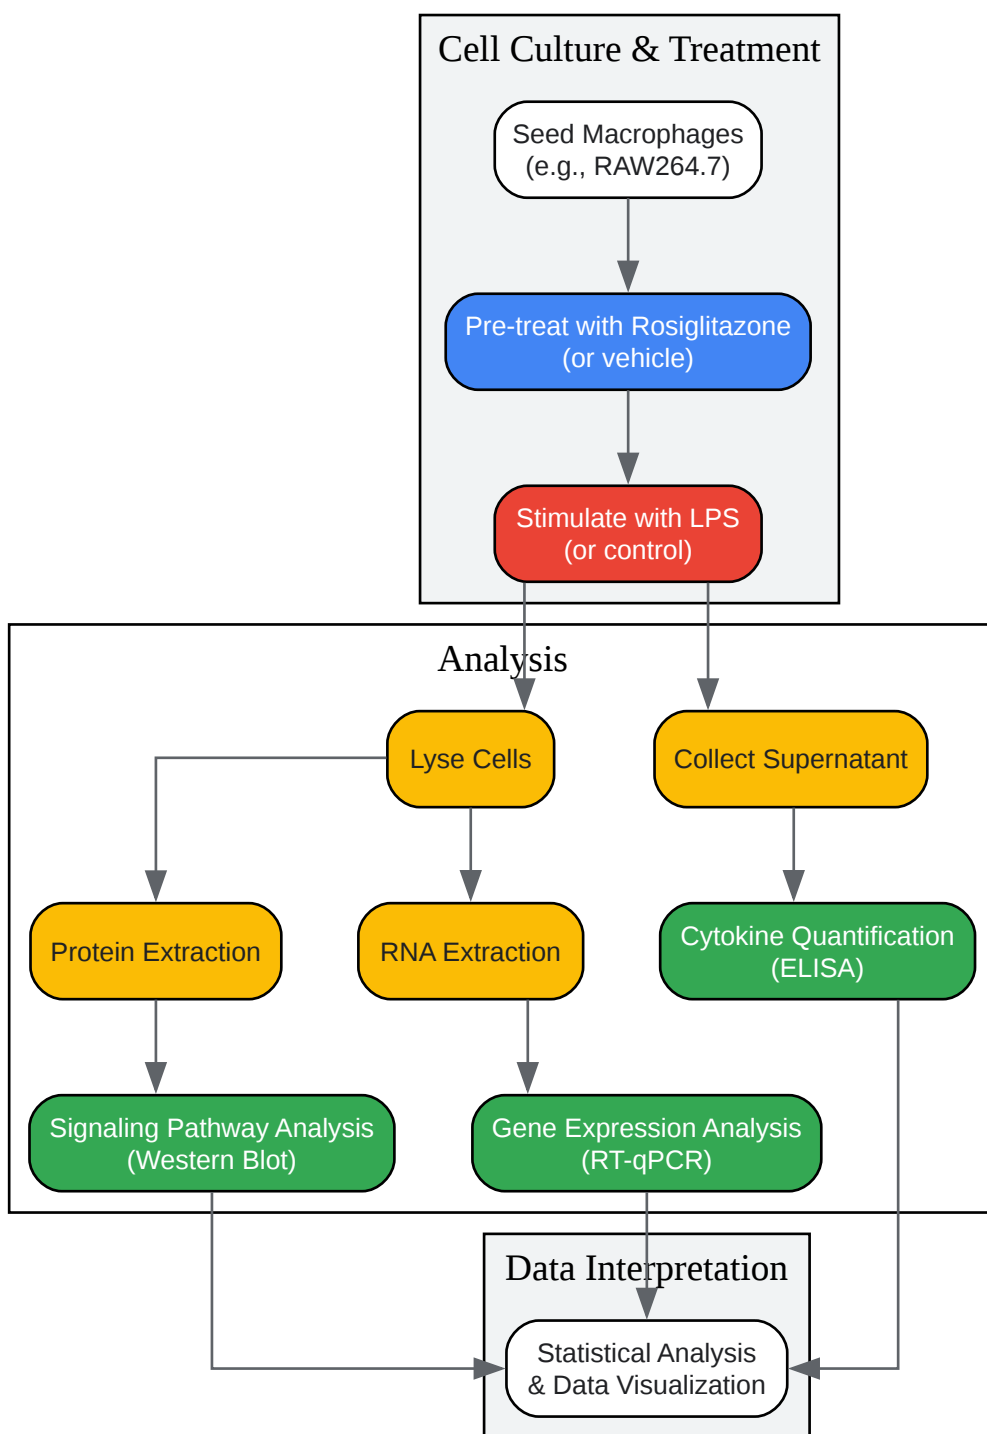 Cell Culture & Treatment
Seed Macrophages
(e.g., RAW264.7)
Pre-treat with Rosiglitazone
(or vehicle)
Stimulate with LPS
(or control)
Analysis
Lyse Cells
Collect Supernatant
Protein Extraction
RNA Extraction
Cytokine Quantification
(ELISA)
Signaling Pathway Analysis
(Western Blot)
Gene Expression Analysis
(RT-qPCR)
Data Interpretation
Statistical Analysis
& Data Visualization